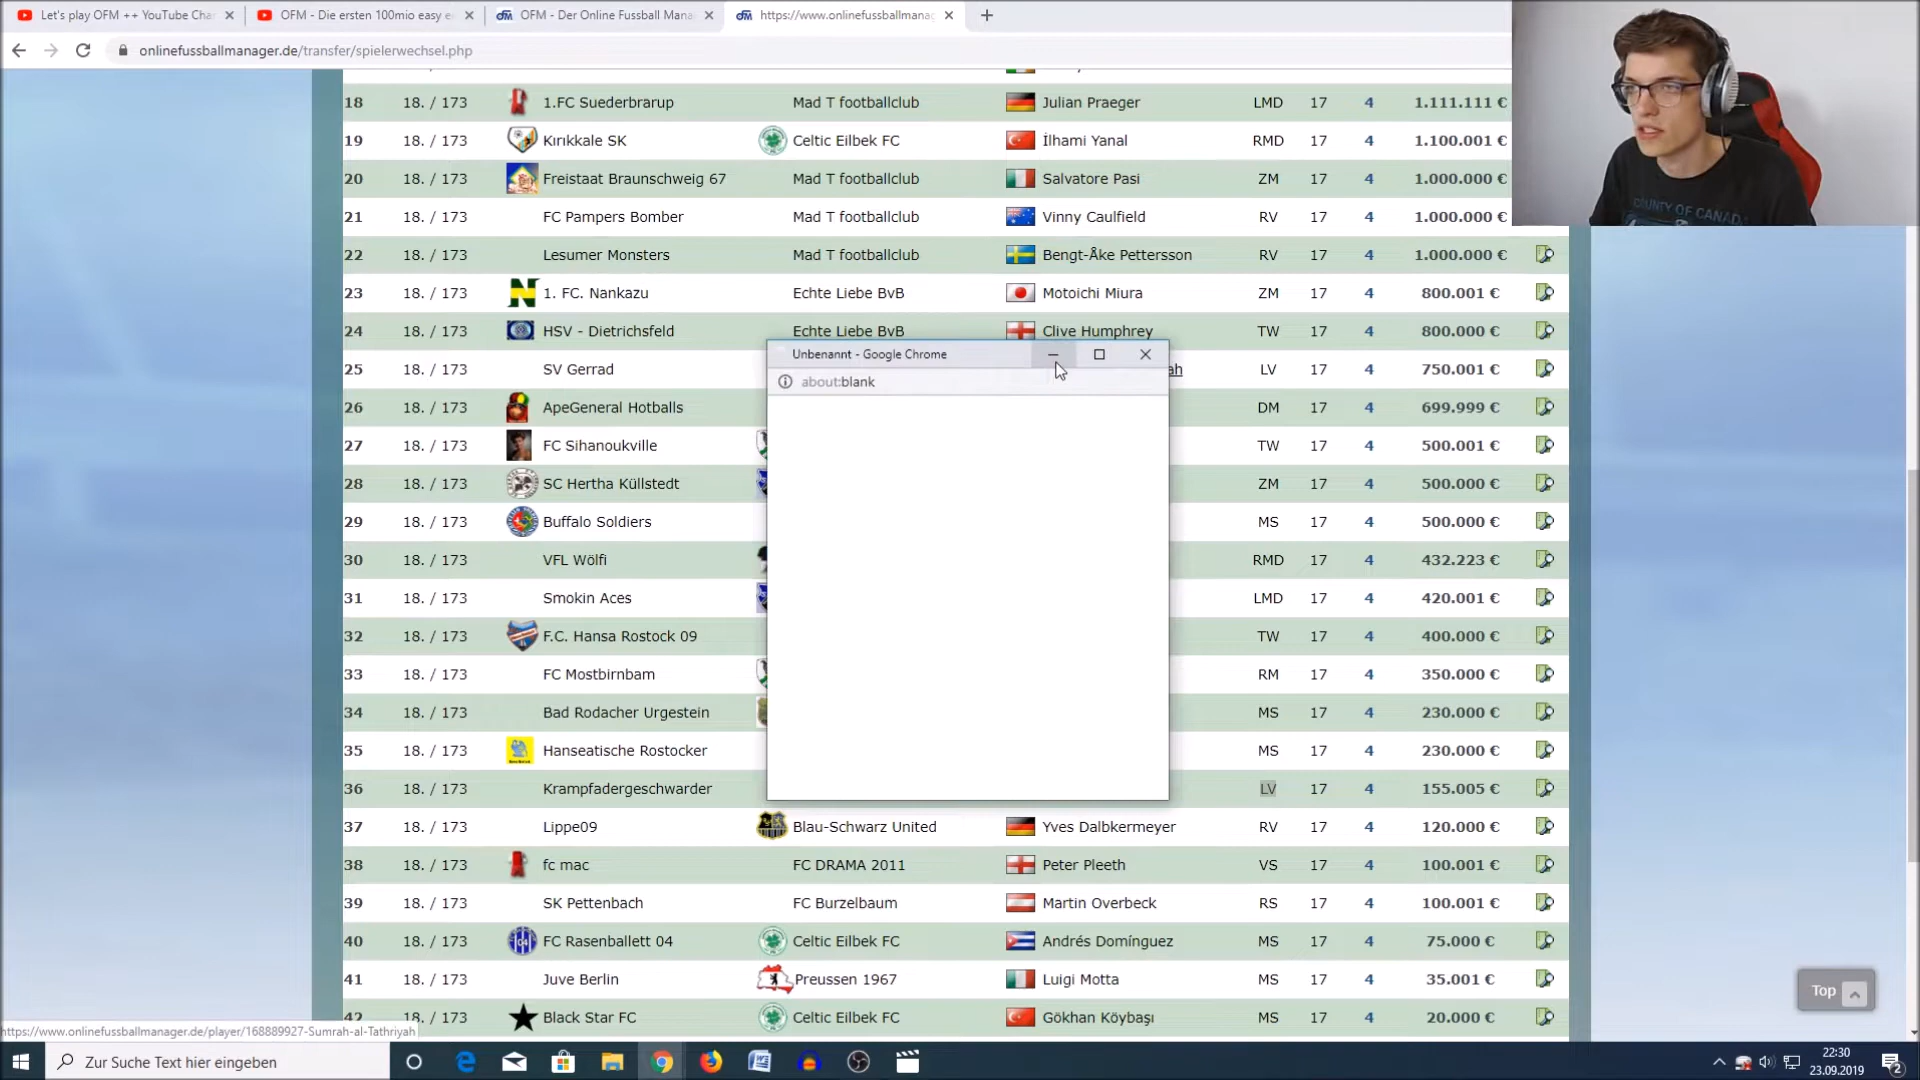 Let's play OFM ++ YouTube Cha
OFM - Die ersten 100mio easy e
OFM - Der Online Fussball Mana
https://www.onlinefussballmanag
onlinefussballmanager.de/transfer/spielerwechsel.php
18 18. / 173 1.FC Suederbrarup Mad T footballclub Julian Praeger LMD 17 4 1.111.111 €
19 18. / 173 Kırıkkale SK Celtic Eilbek FC İlhami Yanal RMD 17 4 1.100.001 €
20 18. / 173 Freistaat Braunschweig 67 Mad T footballclub Salvatore Pasi ZM 17 4 1.000.000 €
21 18. / 173 FC Pampers Bomber Mad T footballclub Vinny Caulfield RV 17 4 1.000.000 €
22 18. / 173 Lesumer Monsters Mad T footballclub Bengt-Åke Pettersson RV 17 4 1.000.000 €
23 18. / 173 1. FC. Nankazu Echte Liebe BvB Motoichi Miura ZM 17 4 800.001 €
24 18. / 173 HSV - Dietrichsfeld Echte Liebe BvB Clive Humphrey TW 17 4 800.000 €
25 18. / 173 SV Gerrad ah LV 17 4 750.001 €
26 18. / 173 ApeGeneral Hotballs DM 17 4 699.999 €
27 18. / 173 FC Sihanoukville TW 17 4 500.001 €
28 18. / 173 SC Hertha Küllstedt ZM 17 4 500.000 €
29 18. / 173 Buffalo Soldiers MS 17 4 500.000 €
30 18. / 173 VFL Wölfi RMD 17 4 432.223 €
31 18. / 173 Smokin Aces LMD 17 4 420.001 €
32 18. / 173 F.C. Hansa Rostock 09 TW 17 4 400.000 €
33 18. / 173 FC Mostbirnbam RM 17 4 350.000 €
34 18. / 173 Bad Rodacher Urgestein MS 17 4 230.000 €
35 18. / 173 Hanseatische Rostocker MS 17 4 230.000 €
36 18. / 173 Krampfadergeschwarder LV 17 4 155.005 €
37 18. / 173 Lippe09 Blau-Schwarz United Yves Dalbkermeyer RV 17 4 120.000 €
38 18. / 173 fc mac FC DRAMA 2011 Peter Pleeth VS 17 4 100.001 €
39 18. / 173 SK Pettenbach FC Burzelbaum Martin Overbeck RS 17 4 100.001 €
40 18. / 173 FC Rasenballett 04 Celtic Eilbek FC Andrés Domínguez MS 17 4 75.000 €
41 18. / 173 Juve Berlin Preussen 1967 Luigi Motta MS 17 4 35.001 €
42 18. / 173 Black Star FC Celtic Eilbek FC Gökhan Köybaşı MS 17 4 20.000 €
Unbenannt - Google Chrome
about:blank
COUNTY OF CANAD
Top
https://www.onlinefussballmanager.de/player/168889927-Sumrah-al-Tathriyah
Zur Suche Text hier eingeben
22:30
23.09.2019
2